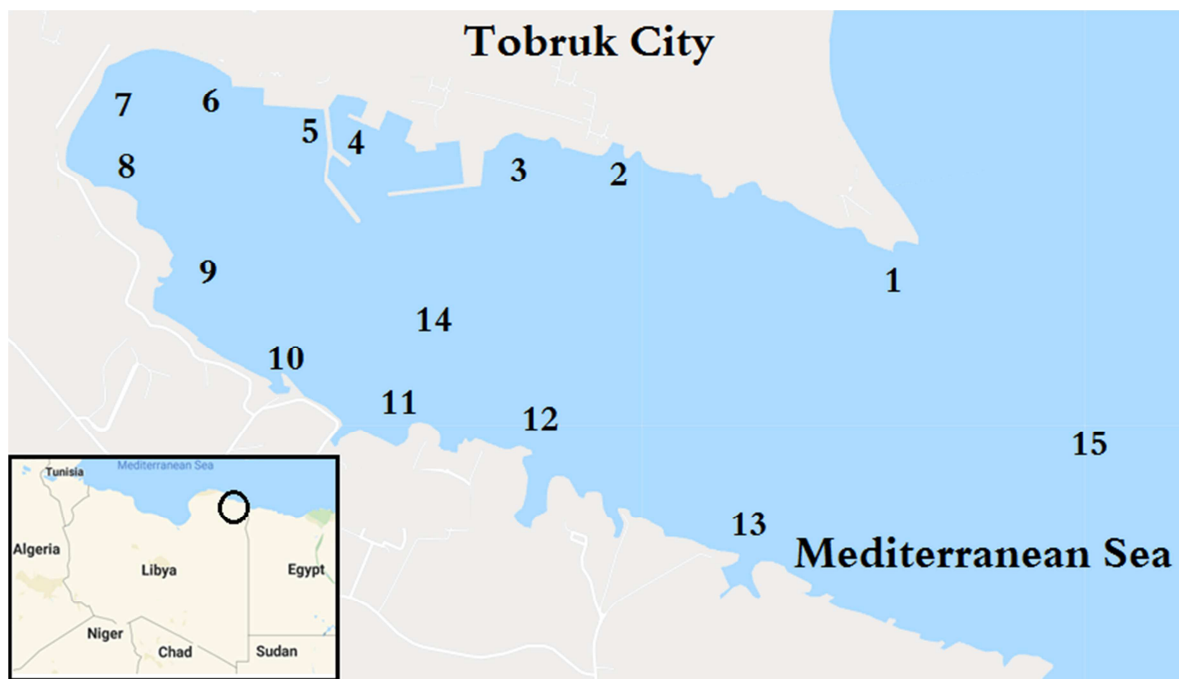 Tobruk City
7
6
5
4
3
2
8
9
1
14
10
11
12
15
13
Mediterranean Sea
Mediterranean Sea
Tunisia
Algeria
Libya
Egypt
Niger
Chad
Sudan